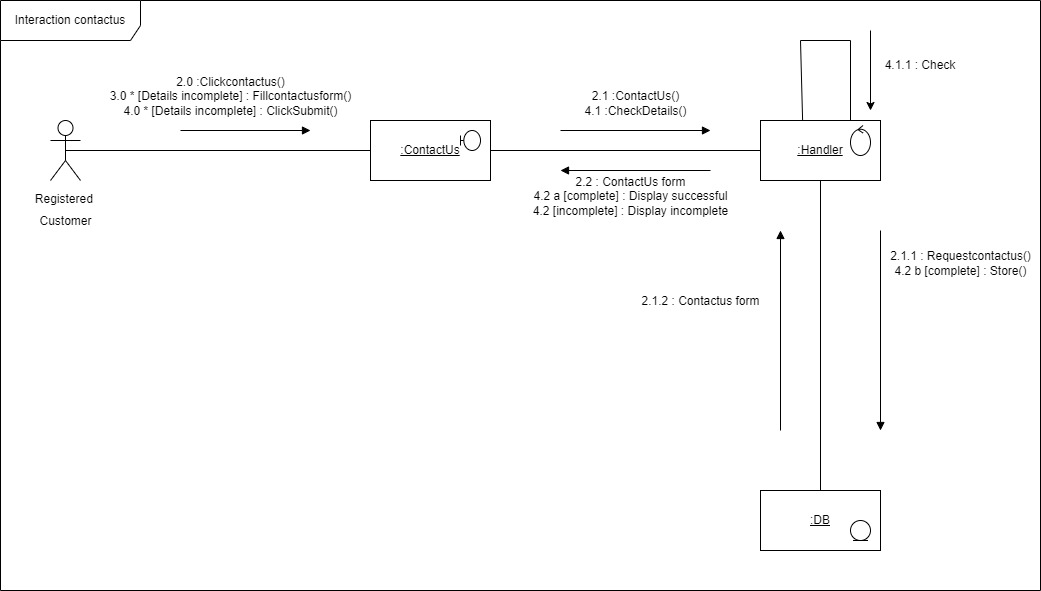 Interaction contactus
4.1.1 : Check
2.0 :Clickcontactus()
3.0 * [Details incomplete] : Fillcontactusform()
4.0 * [Details incomplete] : ClickSubmit()
2.1 :ContactUs()
4.1 :CheckDetails()
:ContactUs
:Handler
2.2 : ContactUs form
4.2 a [complete] : Display successful
4.2 [incomplete] : Display incomplete
Registered
Customer
2.1.1 : Requestcontactus()
4.2 b [complete] : Store()
2.1.2 : Contactus form
:DB